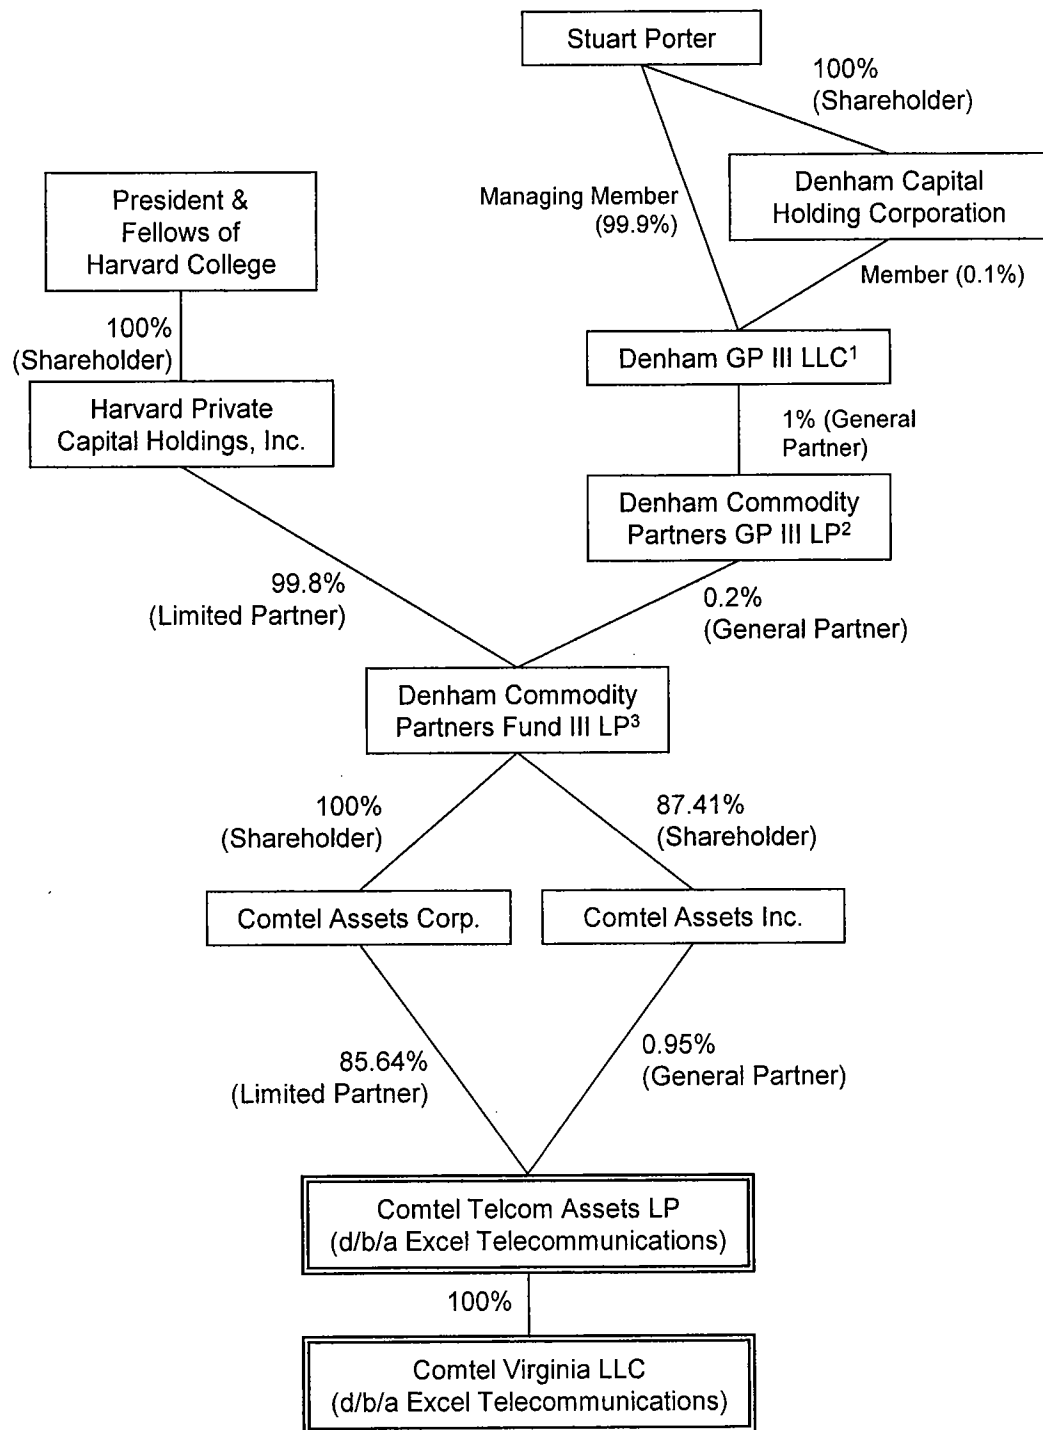 Stuart Porter
100%
(Shareholder)
Denham Capital
Holding Corporation
Managing Member
(99.9%)
Member (0.1%)
President &
Fellows of
Harvard College
100%
(Shareholder)
Harvard Private
Capital Holdings, Inc.
Denham GP III LLC¹
1% (General
Partner)
Denham Commodity
Partners GP III LP²
99.8%
(Limited Partner)
0.2%
(General Partner)
Denham Commodity
Partners Fund III LP³
100%
(Shareholder)
87.41%
(Shareholder)
Comtel Assets Corp.
Comtel Assets Inc.
85.64%
(Limited Partner)
0.95%
(General Partner)
Comtel Telcom Assets LP
(d/b/a Excel Telecommunications)
100%
Comtel Virginia LLC
(d/b/a Excel Telecommunications)